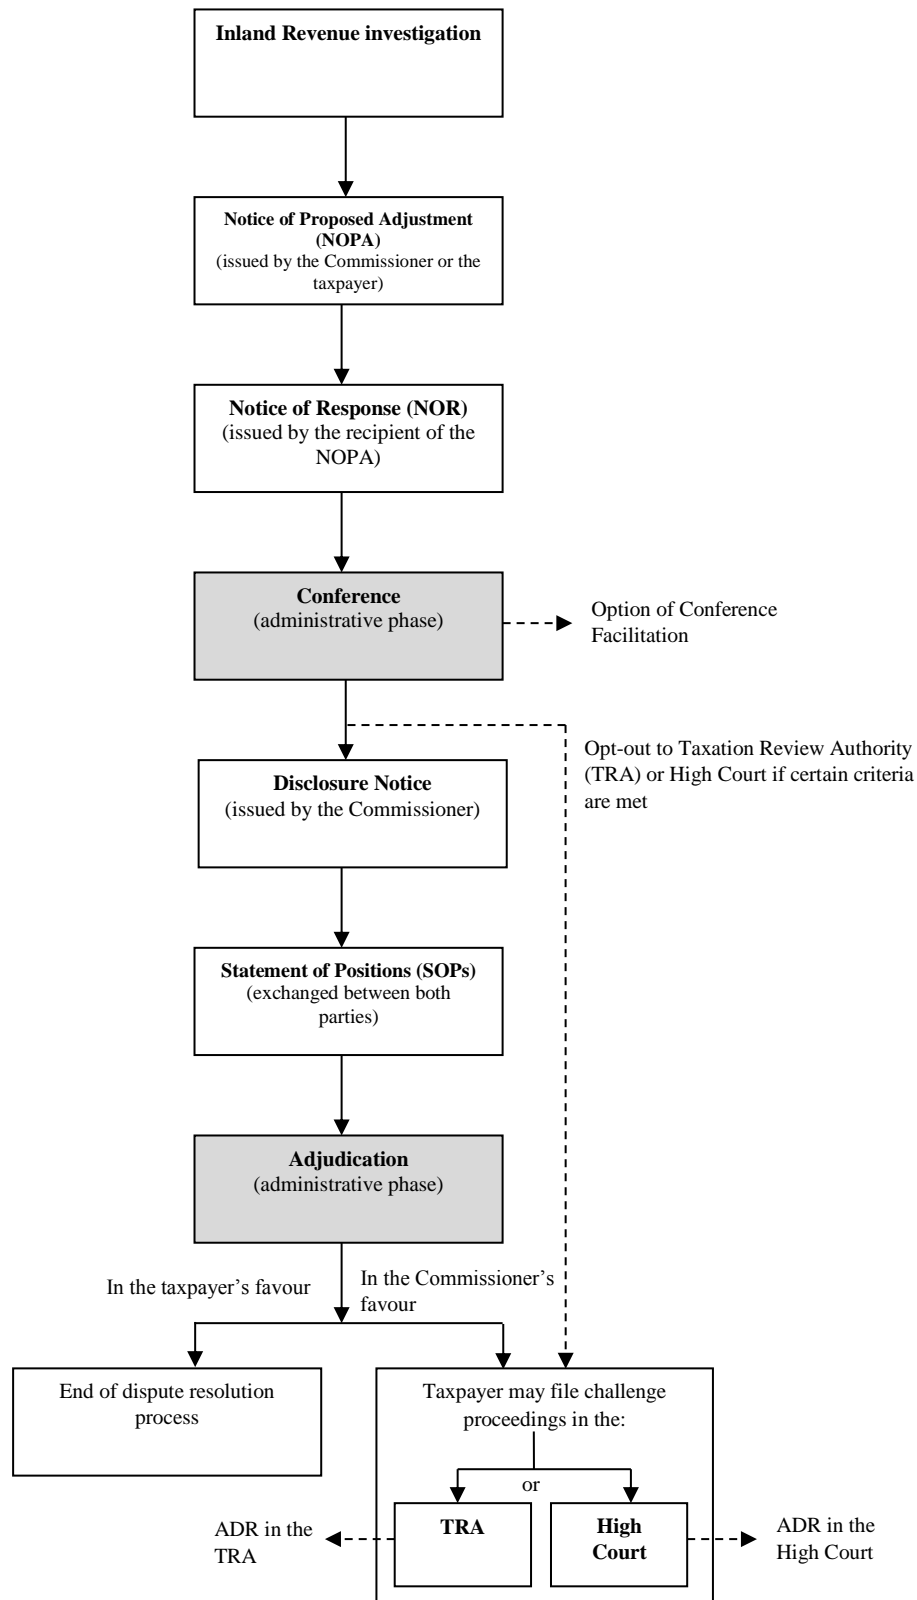 Inland Revenue investigation
Notice of Proposed Adjustment
(NOPA)
(issued by the Commissioner or the
taxpayer)
Notice of Response (NOR)
(issued by the recipient of the
NOPA)
Conference
(administrative phase)
Option of Conference
Facilitation
Opt-out to Taxation Review Authority
(TRA) or High Court if certain criteria
are met
Disclosure Notice
(issued by the Commissioner)
Statement of Positions (SOPs)
(exchanged between both
parties)
Adjudication
(administrative phase)
In the taxpayer’s favour
In the Commissioner’s
favour
End of dispute resolution
process
Taxpayer may file challenge
proceedings in the:
or
ADR in the
TRA
TRA
High
Court
ADR in the
High Court